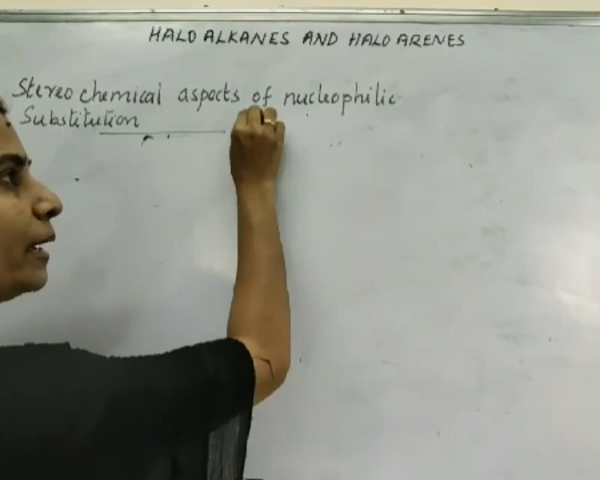 HALO ALKANES AND HALO ARENES
Stereo chemical aspects of nucleophilic
Substitution